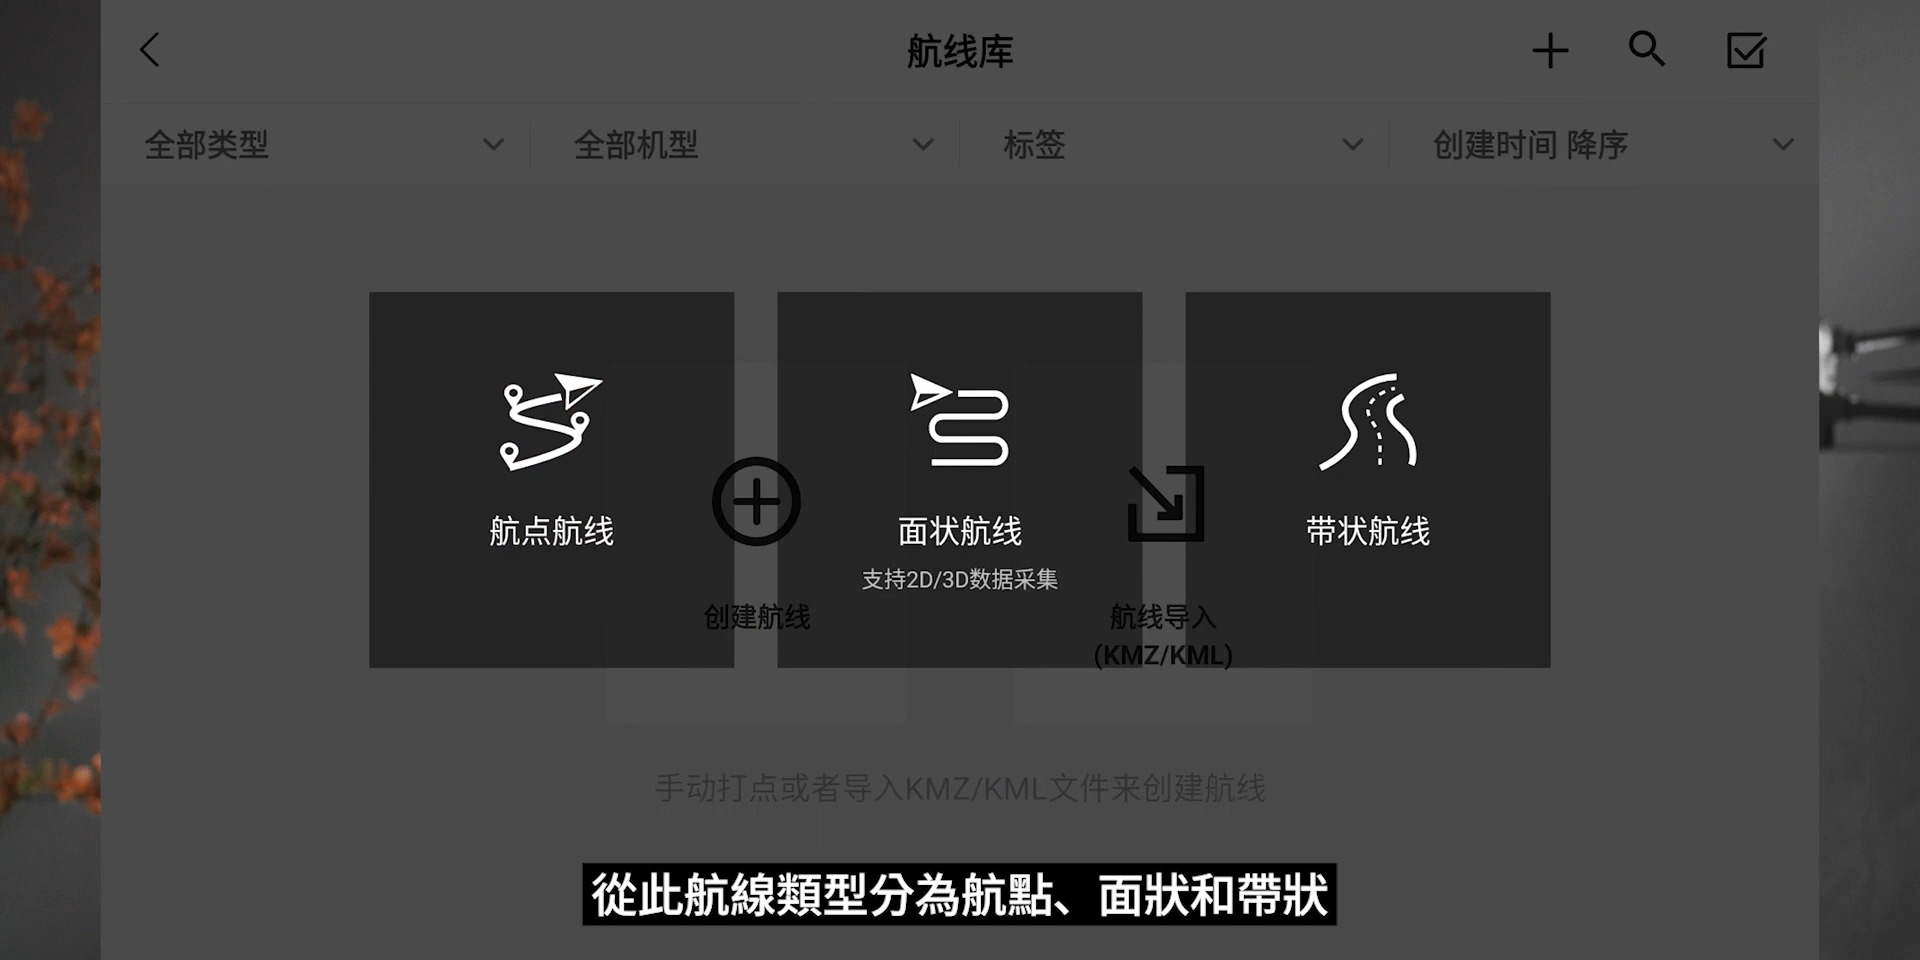 航线库
全部类型
全部机型
标签
创建时间 降序
航点航线
面状航线
带状航线
支持2D/3D数据采集
创建航线
航线导入
(KMZ/KML)
手动打点或者导入KMZ/KML文件来创建航线
從此航線類型分為航點、面狀和帶狀